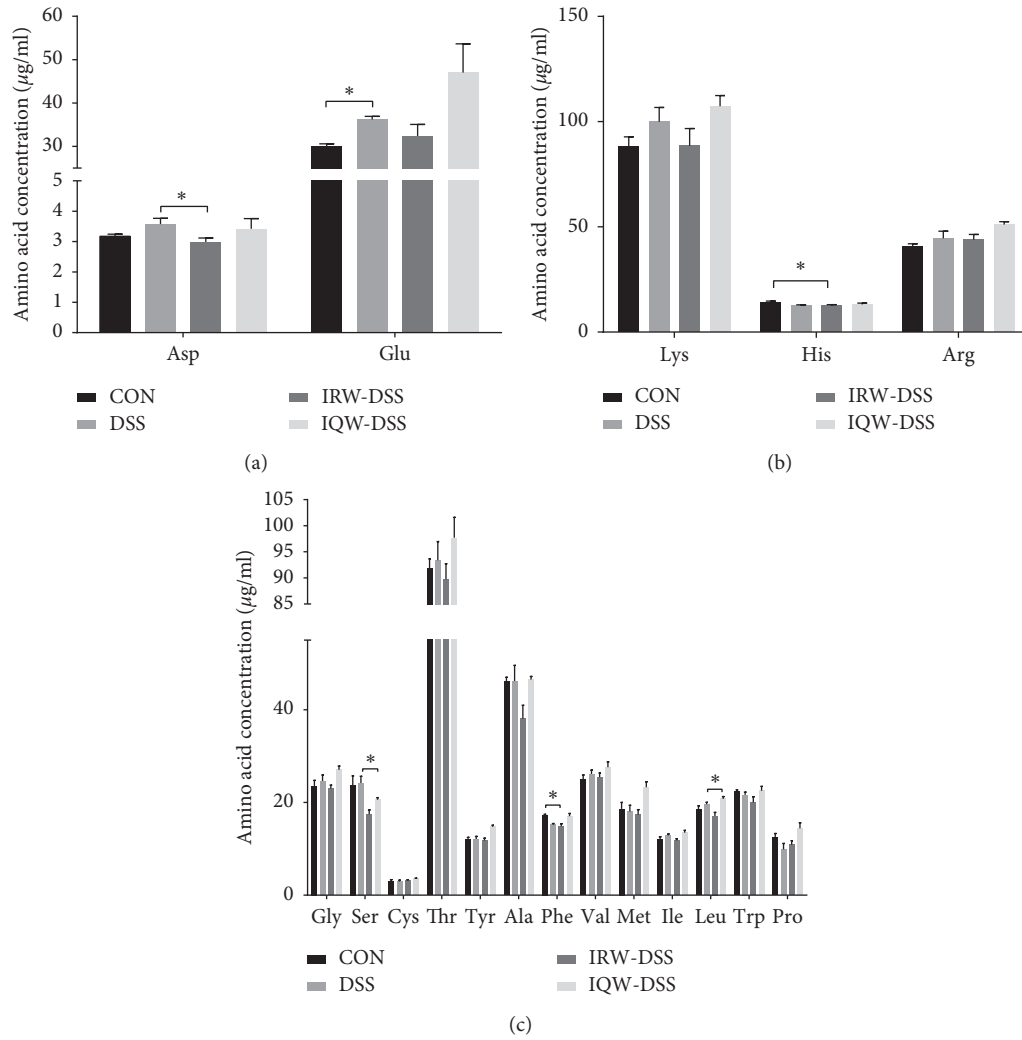 Amino acid concentration (μg/ml)
60
50
40
30
5
4
3
2
1
0
*
*
Asp Glu
CON IRW-DSS
DSS IQW-DSS
(a)
Amino acid concentration (μg/ml)
150
100
50
0
*
Lys His Arg
CON IRW-DSS
DSS IQW-DSS
(b)
Amino acid concentration (μg/ml)
105
100
95
90
85
40
20
0
*
*
*
Gly Ser Cys Thr Tyr Ala Phe Val Met Ile Leu Trp Pro
CON IRW-DSS
DSS IQW-DSS
(c)